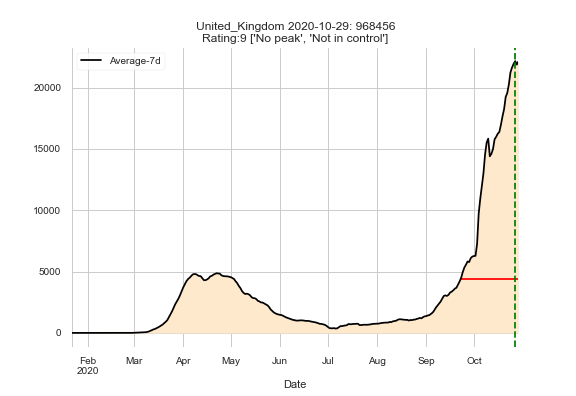 United_Kingdom 2020-10-29: 968456
Rating:9 ['No peak', 'Not in control']
Average-7d
20000
15000
10000
5000
0
Feb Mar Apr May Jun Jul Aug Sep Oct
2020
Date